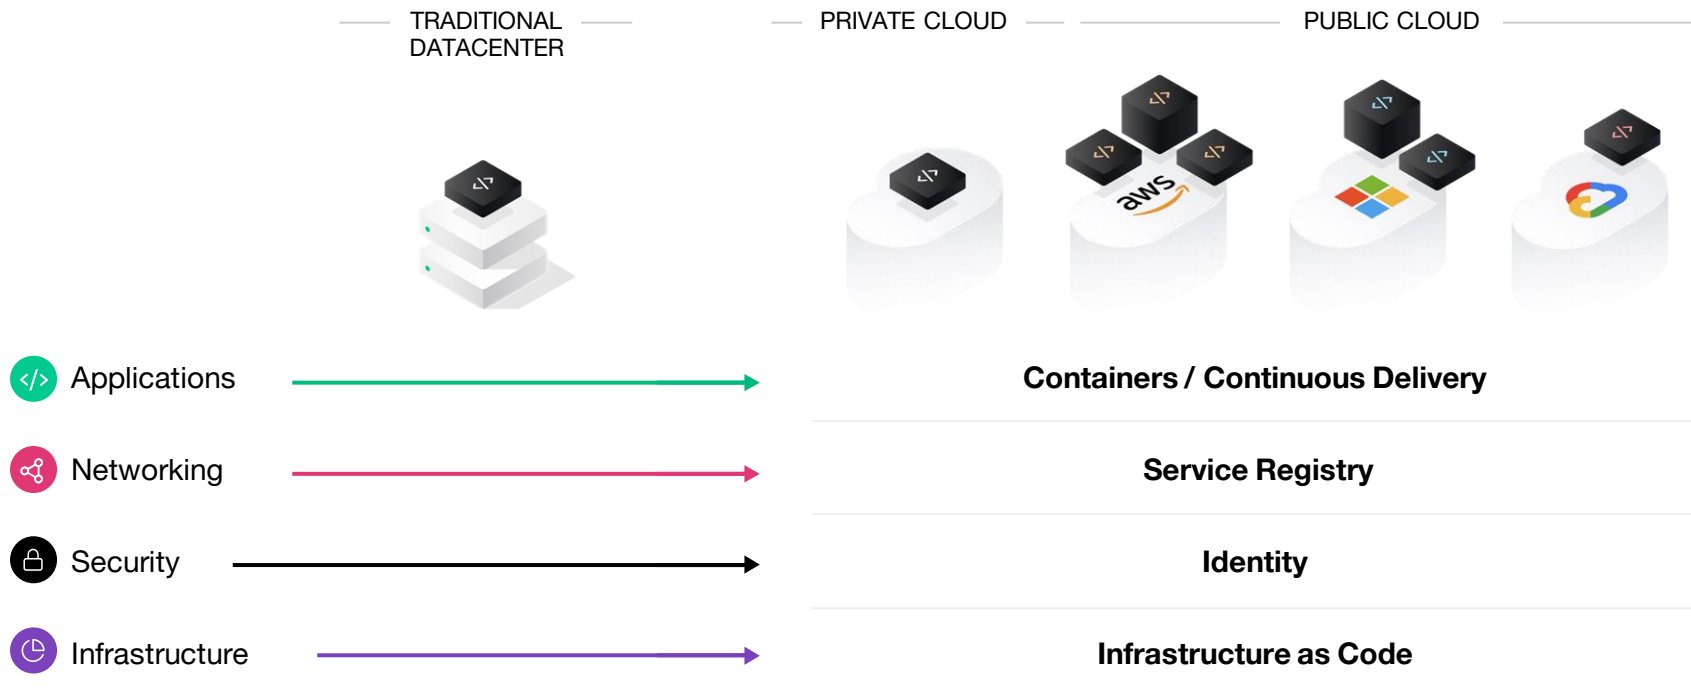 TRADITIONAL
DATACENTER
PRIVATE CLOUD
PUBLIC CLOUD
</>
</>
</>
</>
</>
</>
</>
</>
aws
</> Applications
Containers / Continuous Delivery
Networking
Service Registry
Security
Identity
Infrastructure
Infrastructure as Code